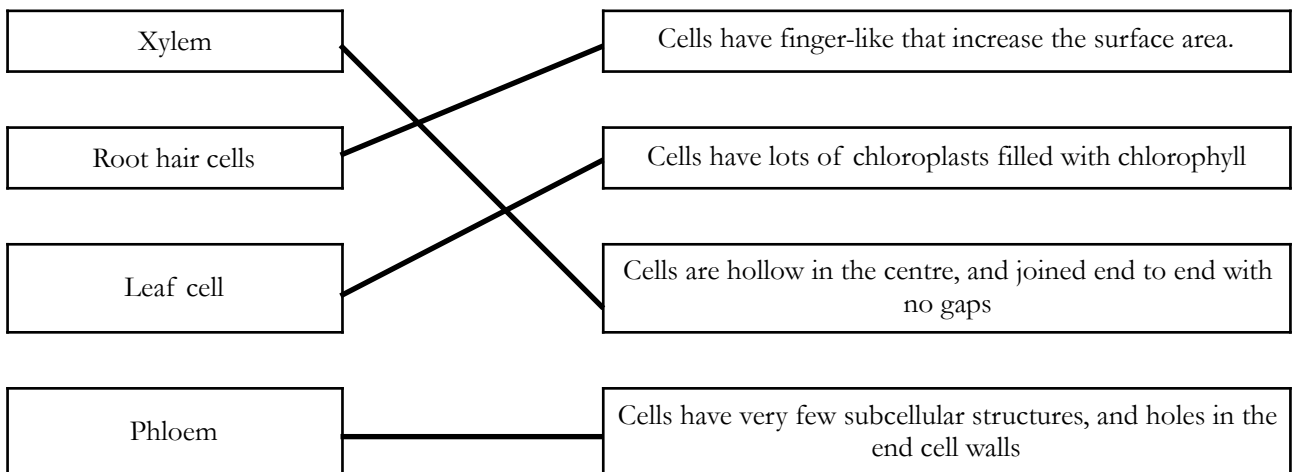 Xylem
Cells have finger-like that increase the surface area.
Root hair cells
Cells have lots of chloroplasts filled with chlorophyll
Leaf cell
Cells are hollow in the centre, and joined end to end with
no gaps
Phloem
Cells have very few subcellular structures, and holes in the
end cell walls